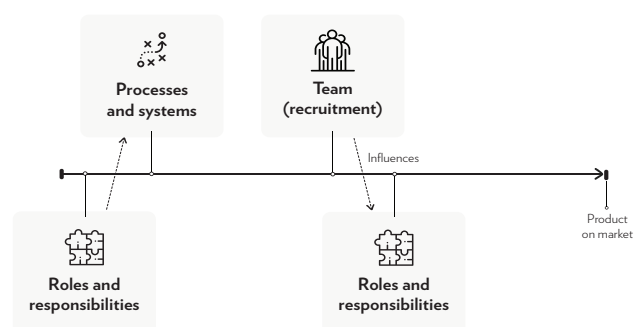 Processes
and systems
Team
(recruitment)
Influences
Product
on market
Roles and
responsibilities
Roles and
responsibilities